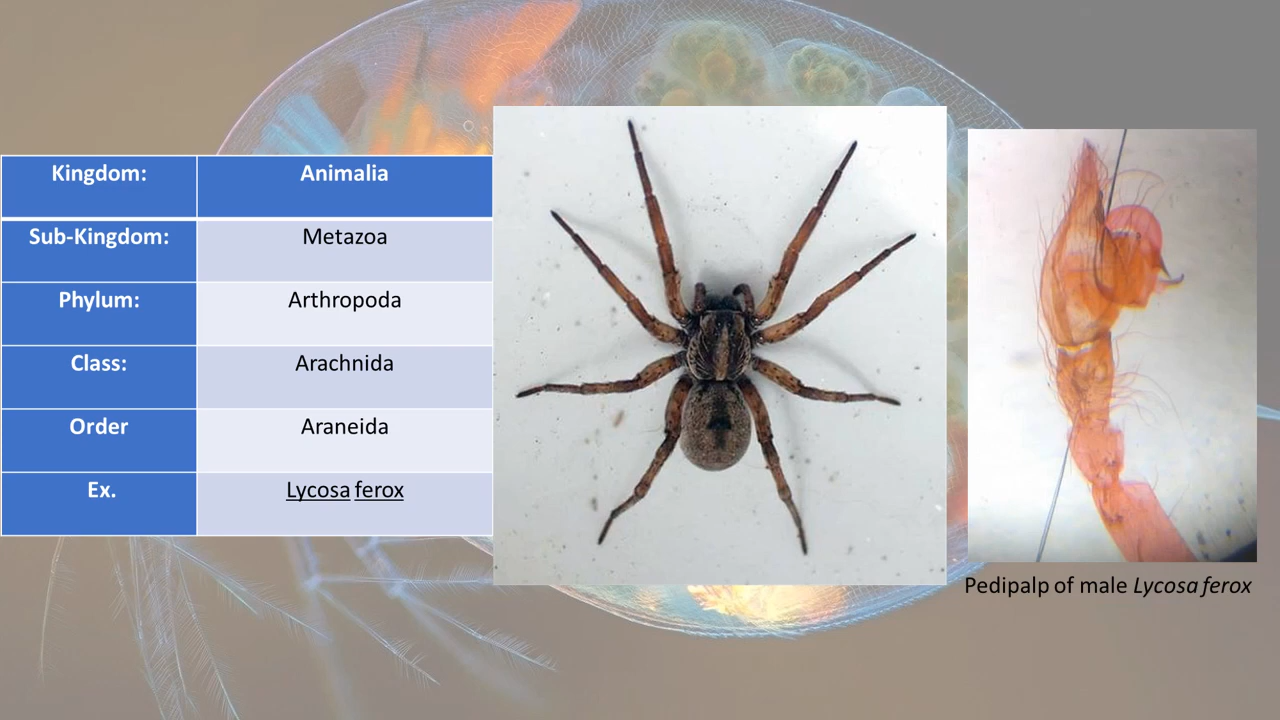 Kingdom: Animalia
Sub-Kingdom: Metazoa
Phylum: Arthropoda
Class: Arachnida
Order Araneida
Ex. Lycosa ferox
Pedipalp of male Lycosa ferox